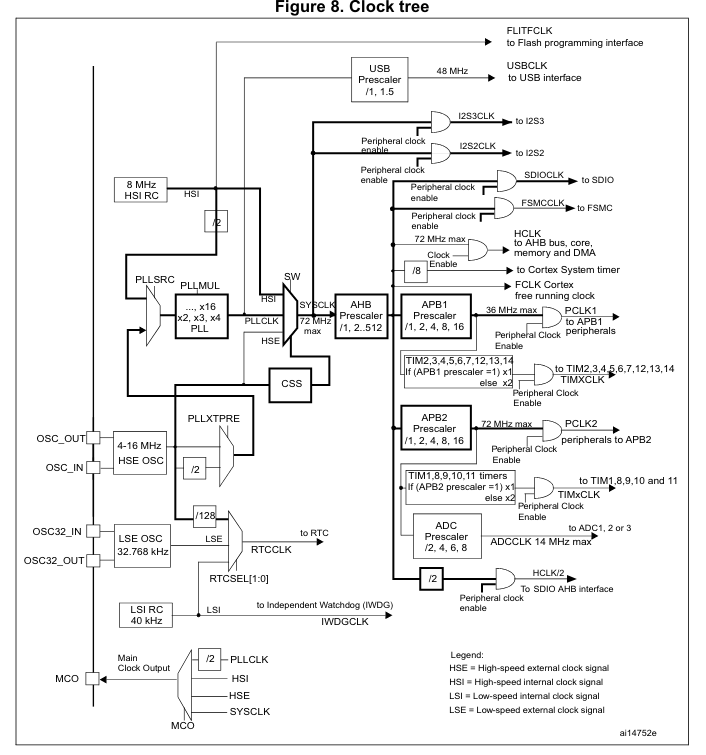 Figure 8. Clock tree
FLITFCLK
to Flash programming interface
USB
Prescaler
/1, 1.5
48 MHz
USBCLK
to USB interface
I2S3CLK
to I2S3
Peripheral clock
enable
I2S2CLK
to I2S2
Peripheral clock
enable
SDIOCLK
to SDIO
Peripheral clock
enable
FSMCCLK
to FSMC
Peripheral clock
enable
8 MHz
HSI RC
HSI
/2
HCLK
to AHB bus, core,
memory and DMA
72 MHz max
Clock
Enable
/8
to Cortex System timer
FCLK Cortex
free running clock
PLLSRC
PLLMUL
..., x16
x2, x3, x4
PLL
SW
HSI
PLLCLK
HSE
SYSCLK
72 MHz
max
AHB
Prescaler
/1, 2..512
APB1
Prescaler
/1, 2, 4, 8, 16
36 MHz max
PCLK1
to APB1
peripherals
Peripheral Clock
Enable
TIM2,3,4,5,6,7,12,13,14
If (APB1 prescaler =1) x1
else x2
to TIM2,3,4,5,6,7,12,13,14
TIMXCLK
Peripheral Clock
Enable
CSS
PLLXTPRE
OSC_OUT
OSC_IN
4-16 MHz
HSE OSC
/2
APB2
Prescaler
/1, 2, 4, 8, 16
72 MHz max
PCLK2
peripherals to APB2
Peripheral Clock
Enable
TIM1,8,9,10,11 timers
If (APB2 prescaler =1) x1
else x2
to TIM1,8,9,10 and 11
TIMxCLK
Peripheral Clock
Enable
/128
OSC32_IN
OSC32_OUT
LSE OSC
32.768 kHz
LSE
to RTC
RTCCLK
RTCSEL[1:0]
ADC
Prescaler
/2, 4, 6, 8
to ADC1, 2 or 3
ADCCLK 14 MHz max
/2
HCLK/2
To SDIO AHB interface
Peripheral clock
enable
LSI RC
40 kHz
LSI
to Independent Watchdog (IWDG)
IWDGCLK
MCO
Main
Clock Output
/2
PLLCLK
HSI
HSE
SYSCLK
MCO
Legend:
HSE = High-speed external clock signal
HSI = High-speed internal clock signal
LSI = Low-speed internal clock signal
LSE = Low-speed external clock signal
ai14752e